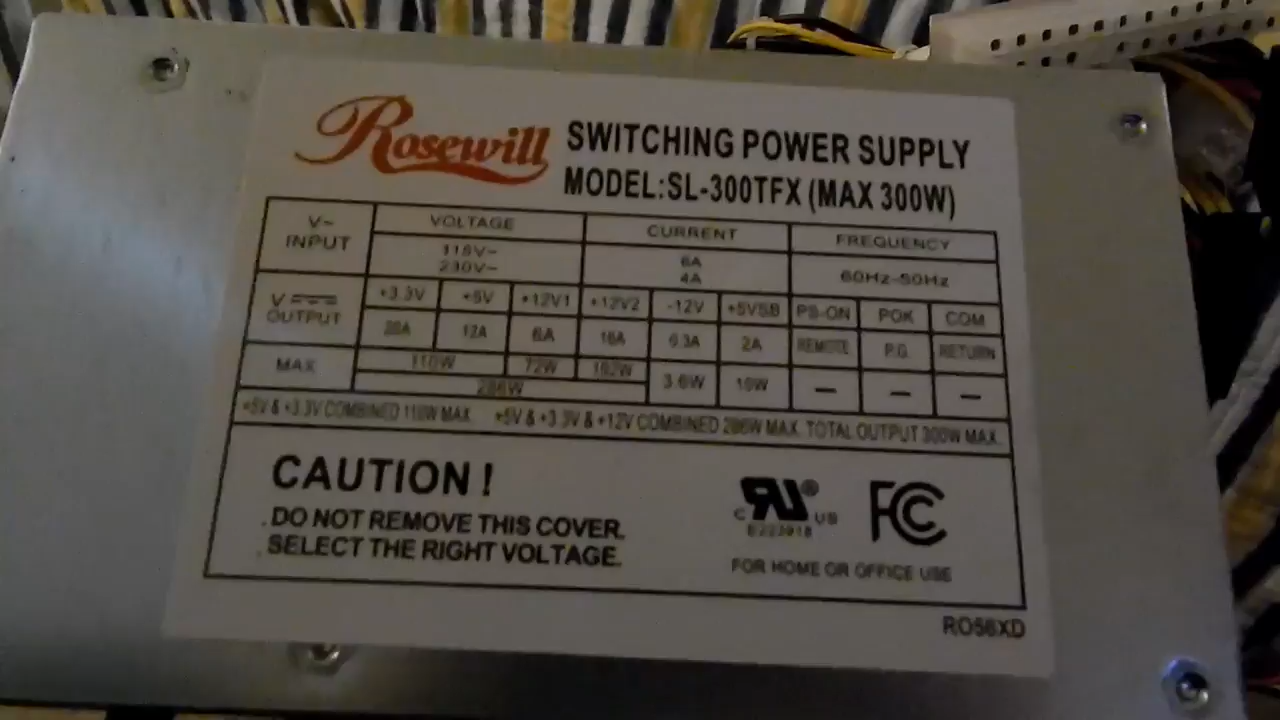 Rosewill
SWITCHING POWER SUPPLY
MODEL:SL-300TFX (MAX 300W)
V~ INPUT VOLTAGE CURRENT FREQUENCY
115V~ 6A 60Hz-50Hz
230V~ 4A
V OUTPUT +3.3V +5V +12V1 +12V2 -12V +5VSB PS-ON POK COM
12A 6A 16A 0.3A 2A REMOTE P.G. RETURN
MAX 110W 72W 192W 3.6W 10W — — —
286W
+5V & +3.3V COMBINED 110W MAX. +5V & +3.3V & +12V COMBINED 286W MAX. TOTAL OUTPUT 300W MAX.
CAUTION !
.DO NOT REMOVE THIS COVER.
.SELECT THE RIGHT VOLTAGE.
C RU ® US
FC
FOR HOME OR OFFICE USE
RO56XD